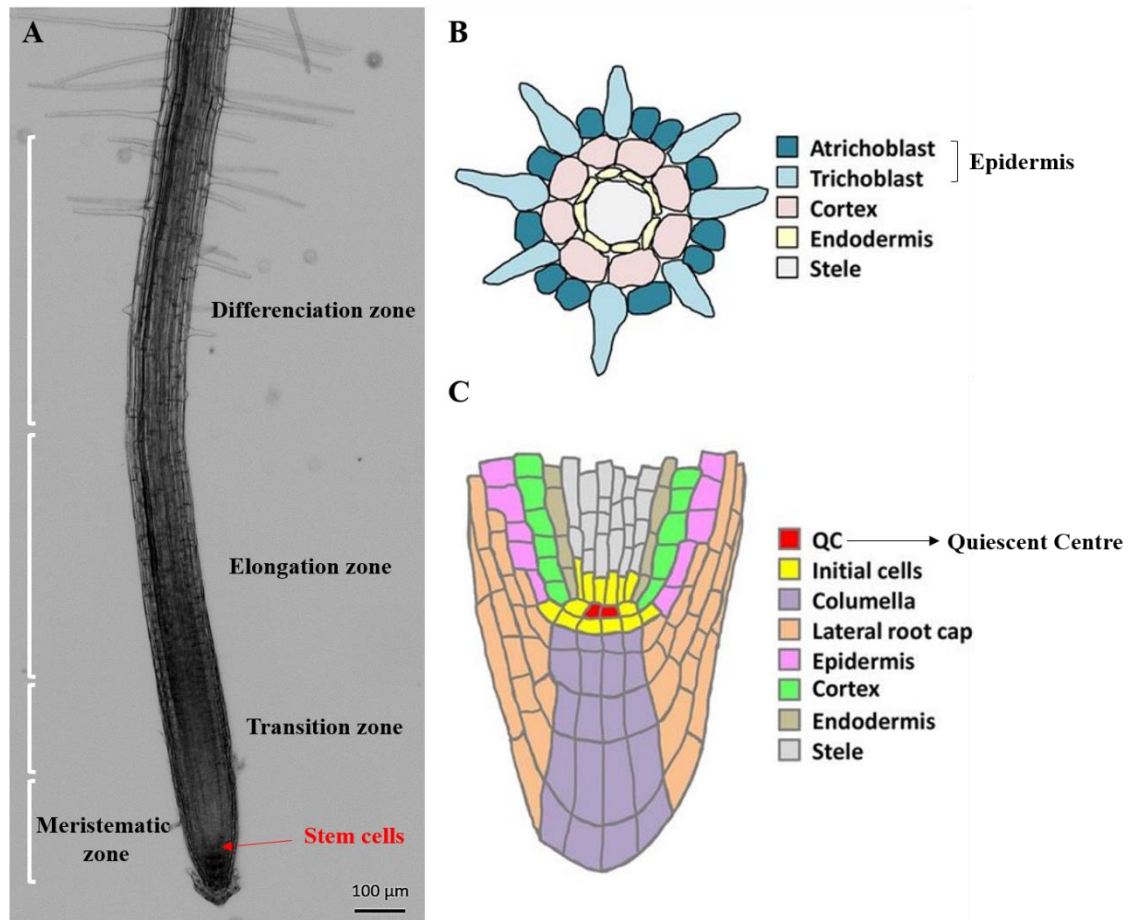 A
Differenciation zone
Elongation zone
Transition zone
Meristematic
zone
Stem cells
100 µm
B
Atrichoblast
Trichoblast
Epidermis
Cortex
Endodermis
Stele
C
QC
Quiescent Centre
Initial cells
Columella
Lateral root cap
Epidermis
Cortex
Endodermis
Stele